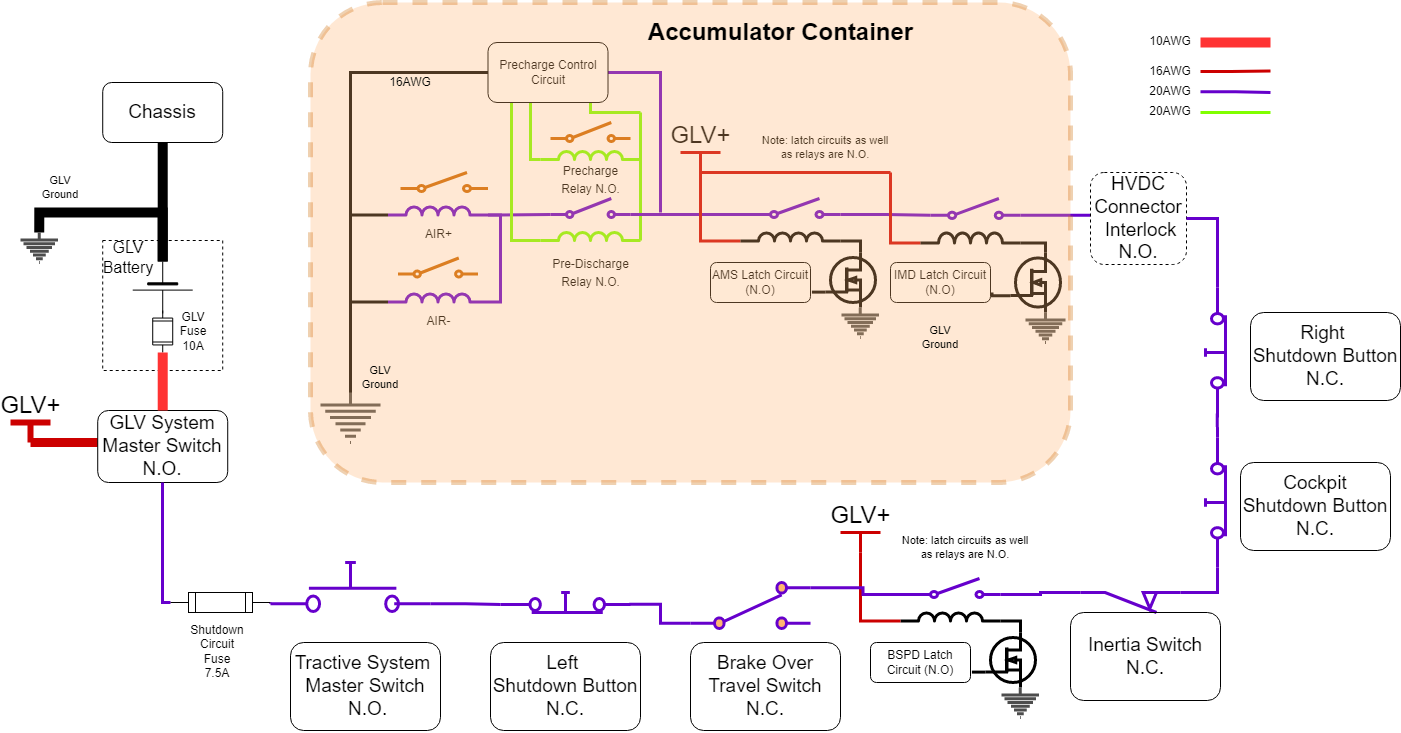 Accumulator Container
10AWG
16AWG
20AWG
20AWG
Precharge Control
Circuit
16AWG
Chassis
GLV
Ground
GLV
Battery
GLV
Fuse
10A
GLV+
GLV System
Master Switch
N.O.
Precharge
Relay N.O.
AIR+
Pre-Discharge
Relay N.O.
AIR-
GLV
Ground
GLV+
Note: latch circuits as well
as relays are N.O.
AMS Latch Circuit
(N.O)
IMD Latch Circuit
(N.O)
GLV
Ground
HVDC
Connector
Interlock
N.O.
Right
Shutdown Button
N.C.
Cockpit
Shutdown Button
N.C.
GLV+
Note: latch circuits as well
as relays are N.O.
Shutdown
Circuit
Fuse
7.5A
Tractive System
Master Switch
N.O.
Left
Shutdown Button
N.C.
Brake Over
Travel Switch
N.C.
BSPD Latch
Circuit (N.O)
Inertia Switch
N.C.